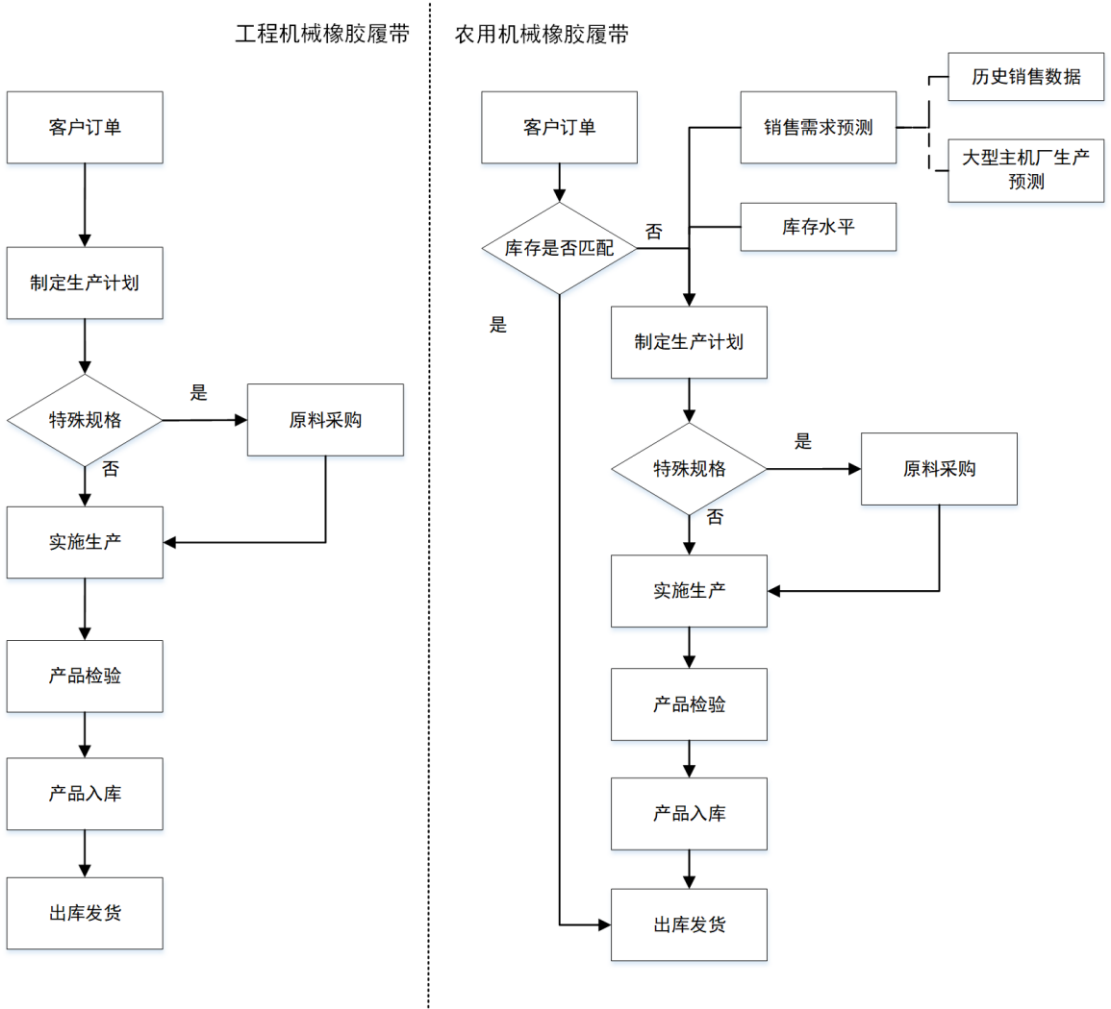 工程机械橡胶履带
客户订单
制定生产计划
特殊规格
是
原料采购
否
实施生产
产品检验
产品入库
出库发货
农用机械橡胶履带
客户订单
销售需求预测
历史销售数据
大型主机厂生产
预测
库存是否匹配
否
库存水平
是
制定生产计划
特殊规格
是
原料采购
否
实施生产
产品检验
产品入库
出库发货